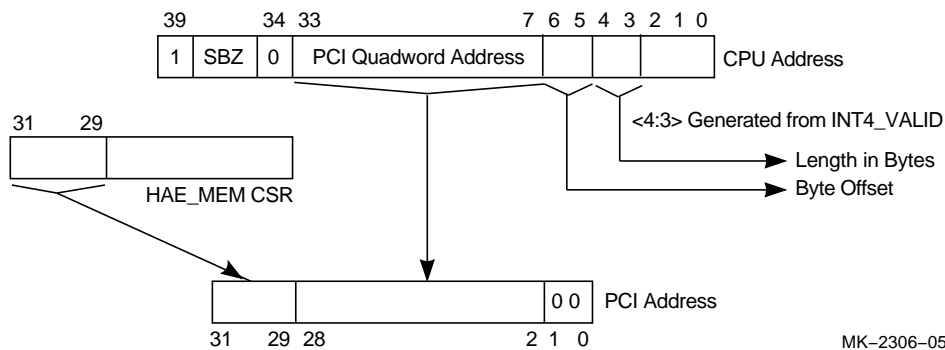 39 34 33 7 6 5 4 3 2 1 0
1 SBZ 0 PCI Quadword Address CPU Address
<4:3> Generated from INT4_VALID
31 29
Length in Bytes
HAE_MEM CSR
Byte Offset
0 0 PCI Address
31 29 28 2 1 0
MK–2306–05